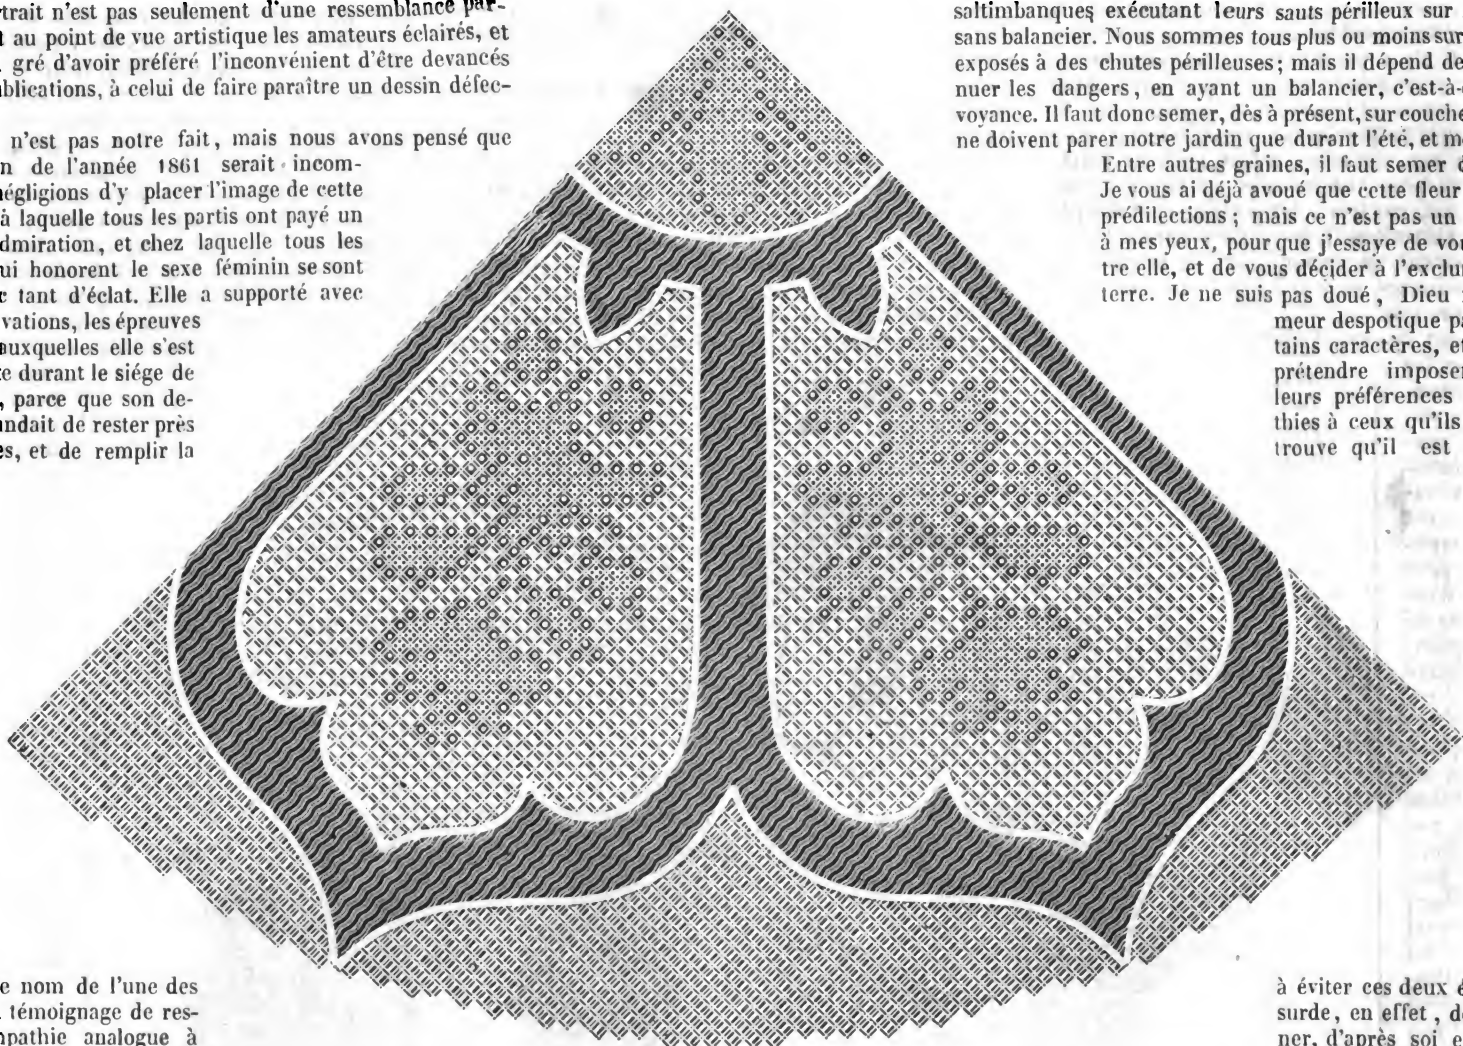 trait n'est pas seulement d'une ressemblance par-
au point de vue artistique les amateurs éclairés, et
gré d'avoir préféré l'inconvénient d'être devancés
blications, à celui de faire paraître un dessin défec-
n'est pas notre fait, mais nous avons pensé que
n de l'année 1861 serait incom-
négligions d'y placer l'image de cette
à laquelle tous les partis ont payé un
dmiration, et chez laquelle tous les
ui honorent le sexe féminin se sont
c tant d'éclat. Elle a supporté avec
vations, les épreuves
auxquelles elle s'est
te durant le siége de
, parce que son de-
andait de rester près
es, et de remplir la
e nom de l'une des
témoignage de res-
npathie analogue à
saltimbanques exécutant leurs sauts périlleux sur
sans balancier. Nous sommes tous plus ou moins sur
exposés à des chutes périlleuses; mais il dépend de
nuer les dangers, en ayant un balancier, c'est-à-
voyance. Il faut donc semer, dès à présent, sur couche
ne doivent parer notre jardin que durant l'été, et m
Entre autres graines, il faut semer d
Je vous ai déjà avoué que cette fleur
prédilections; mais ce n'est pas un
à mes yeux, pour que j'essaye de vou
tre elle, et de vous décider à l'exclu
terre. Je ne suis pas doué, Dieu
meur despotique pa
tains caractères, et
prétendre imposer
leurs préférences
thies à ceux qu'ils
trouve qu'il est
à éviter ces deux é
surde, en effet, d
ner, d'après soi e